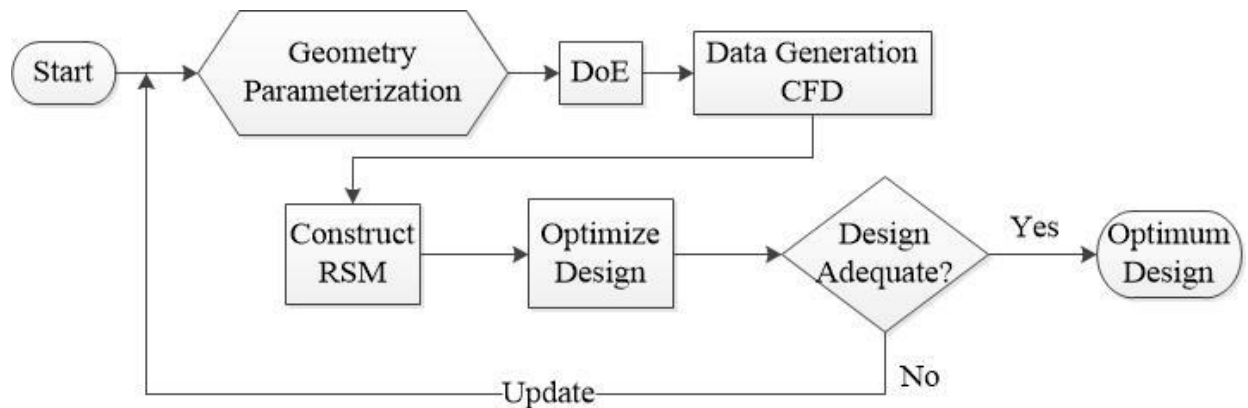 Start
Geometry
Parameterization
DoE
Data Generation
CFD
Construct
RSM
Optimize
Design
Design
Adequate?
Yes
Optimum
Design
No
Update